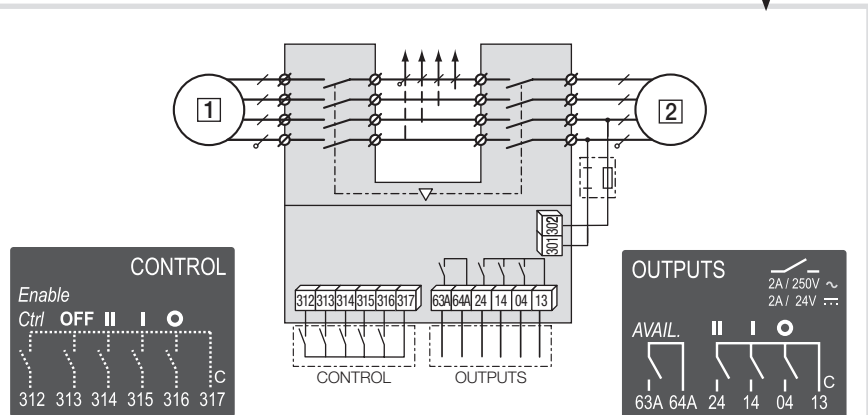 1
2
302
301
312 313 314 315 316 317
63A 64A 24 14 04 13
CONTROL
OUTPUTS
CONTROL
Enable
Ctrl OFF II I O
C
312 313 314 315 316 317
OUTPUTS
2A / 250V ~
2A / 24V ⎓
AVAIL. II I O
C
63A 64A 24 14 04 13